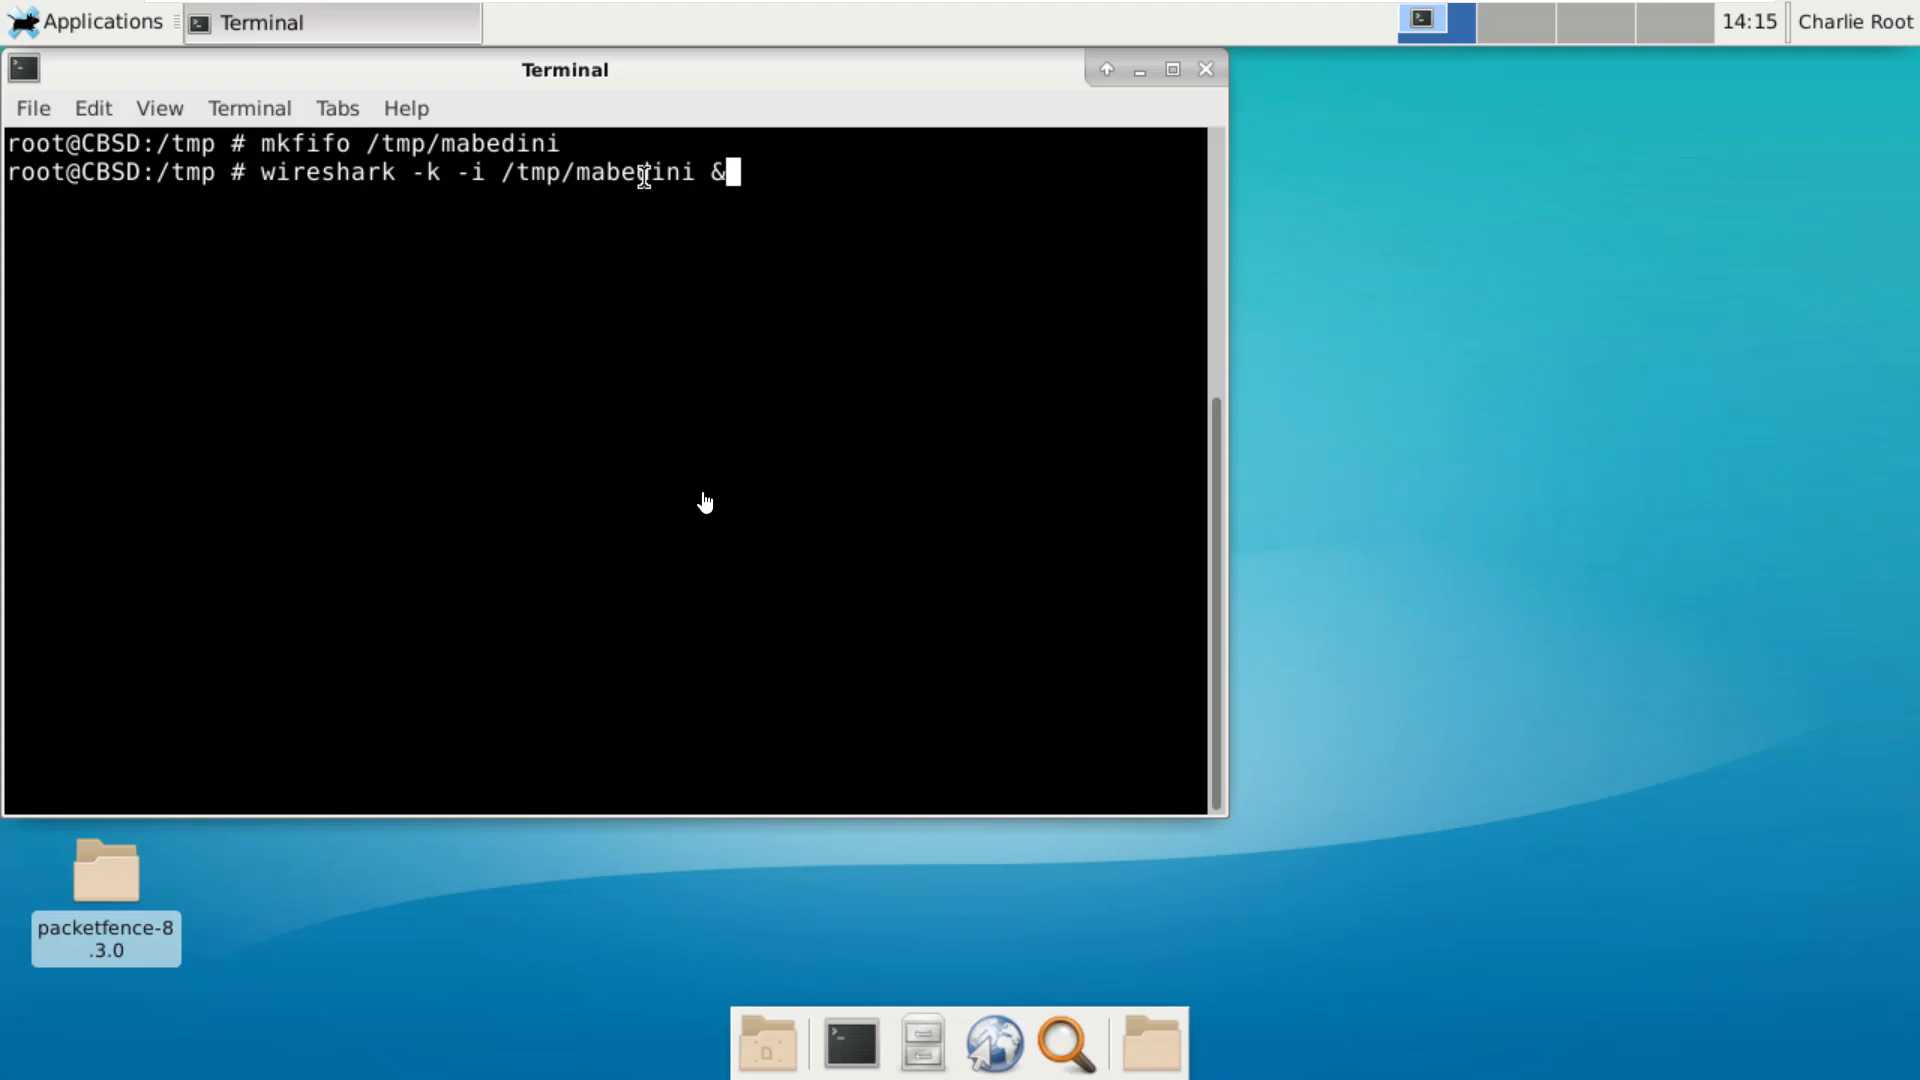 Applications
Terminal
14:15
Charlie Root
Terminal
File Edit View Terminal Tabs Help
root@CBSD:/tmp # mkfifo /tmp/mabedini
root@CBSD:/tmp # wireshark -k -i /tmp/mabedini &
packetfence-8
.3.0